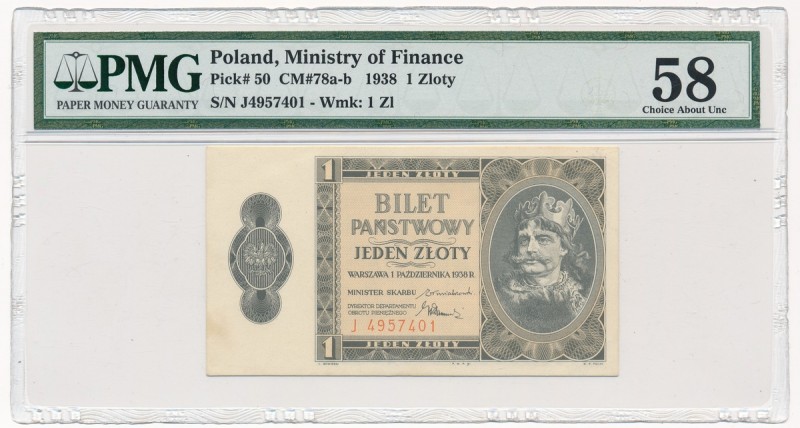 PMG
PAPER MONEY GUARANTY
Poland, Ministry of Finance
Pick# 50 CM#78a-b 1938 1 Zloty
S/N J4957401 - Wmk: 1 Zl
58
Choice About Unc
1
JEDEN ZŁOTY
BILET
PAŃSTWOWY
JEDEN ZŁOTY
WARSZAWA 1 PAŹDZIERNIKA 1938 R.
MINISTER SKARBU
DYREKTOR DEPARTAMENTU
OBROTU PIENIĘŻNEGO
J 4957401
1
JEDEN ZŁOTY